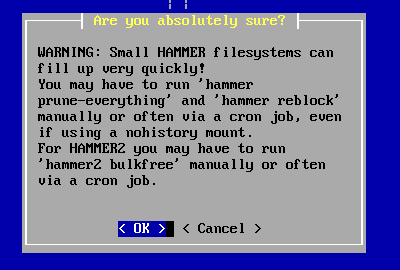 Are you absolutely sure?
WARNING: Small HAMMER filesystems can
fill up very quickly!
You may have to run 'hammer
prune-everything' and 'hammer reblock'
manually or often via a cron job, even
if using a nohistory mount.
For HAMMER2 you may have to run
'hammer2 bulkfree' manually or often
via a cron job.
< OK > < Cancel >